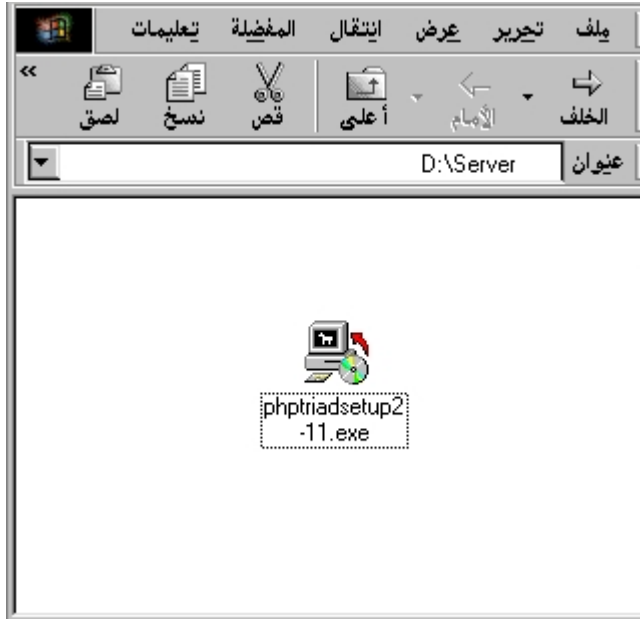 ملف تحرير عرض انتقال المفضلة تعليمات
الخلف الأمام أعلى قص نسخ لصق
عنوان D:\Server
phptriadsetup2
-11.exe